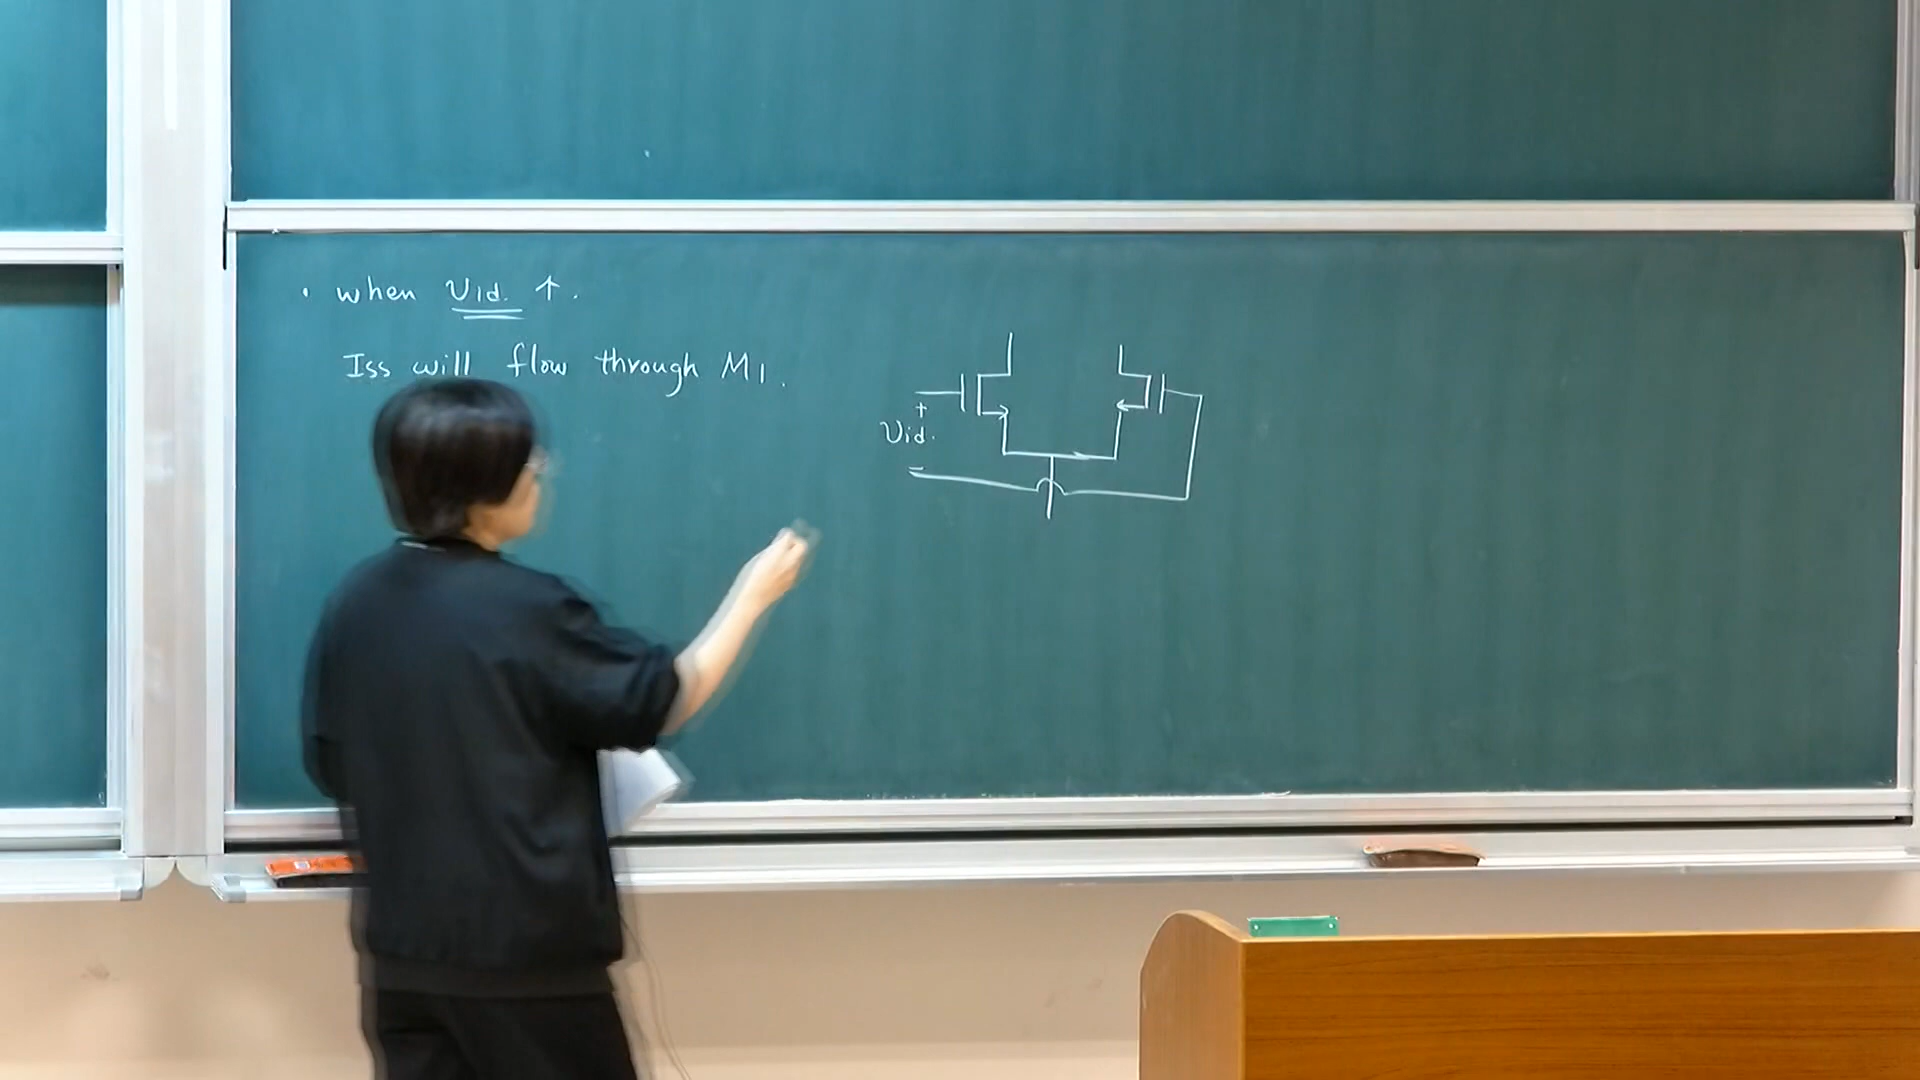 · when Vid. ↑.
Iss will flow through M1.
+
Vid.
-